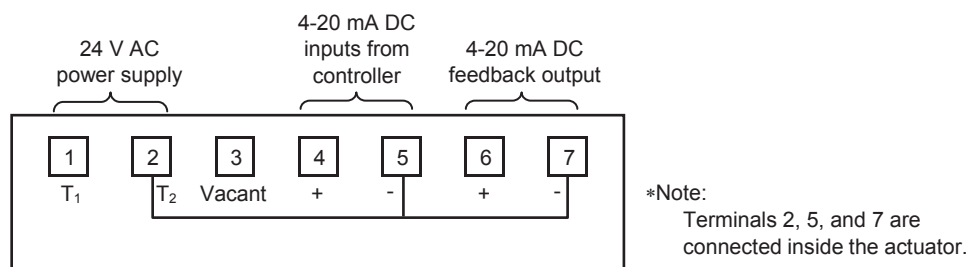 24 V AC
power supply
4-20 mA DC
inputs from
controller
4-20 mA DC
feedback output
1 2 3 4 5 6 7
T₁ T₂ Vacant + - + -
*Note:
Terminals 2, 5, and 7 are
connected inside the actuator.